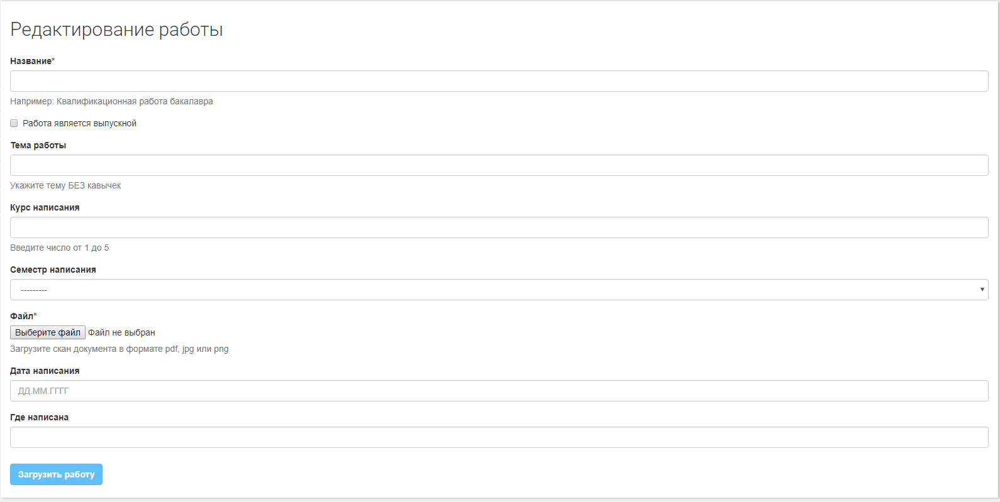 Редактирование работы
Название*
Например: Квалификационная работа бакалавра
Работа является выпускной
Тема работы
Укажите тему БЕЗ кавычек
Курс написания
Введите число от 1 до 5
Семестр написания
---------
Файл*
Выберите файл Файл не выбран
Загрузите скан документа в формате pdf, jpg или png
Дата написания
ДД.ММ.ГГГГ
Где написана
Загрузить работу